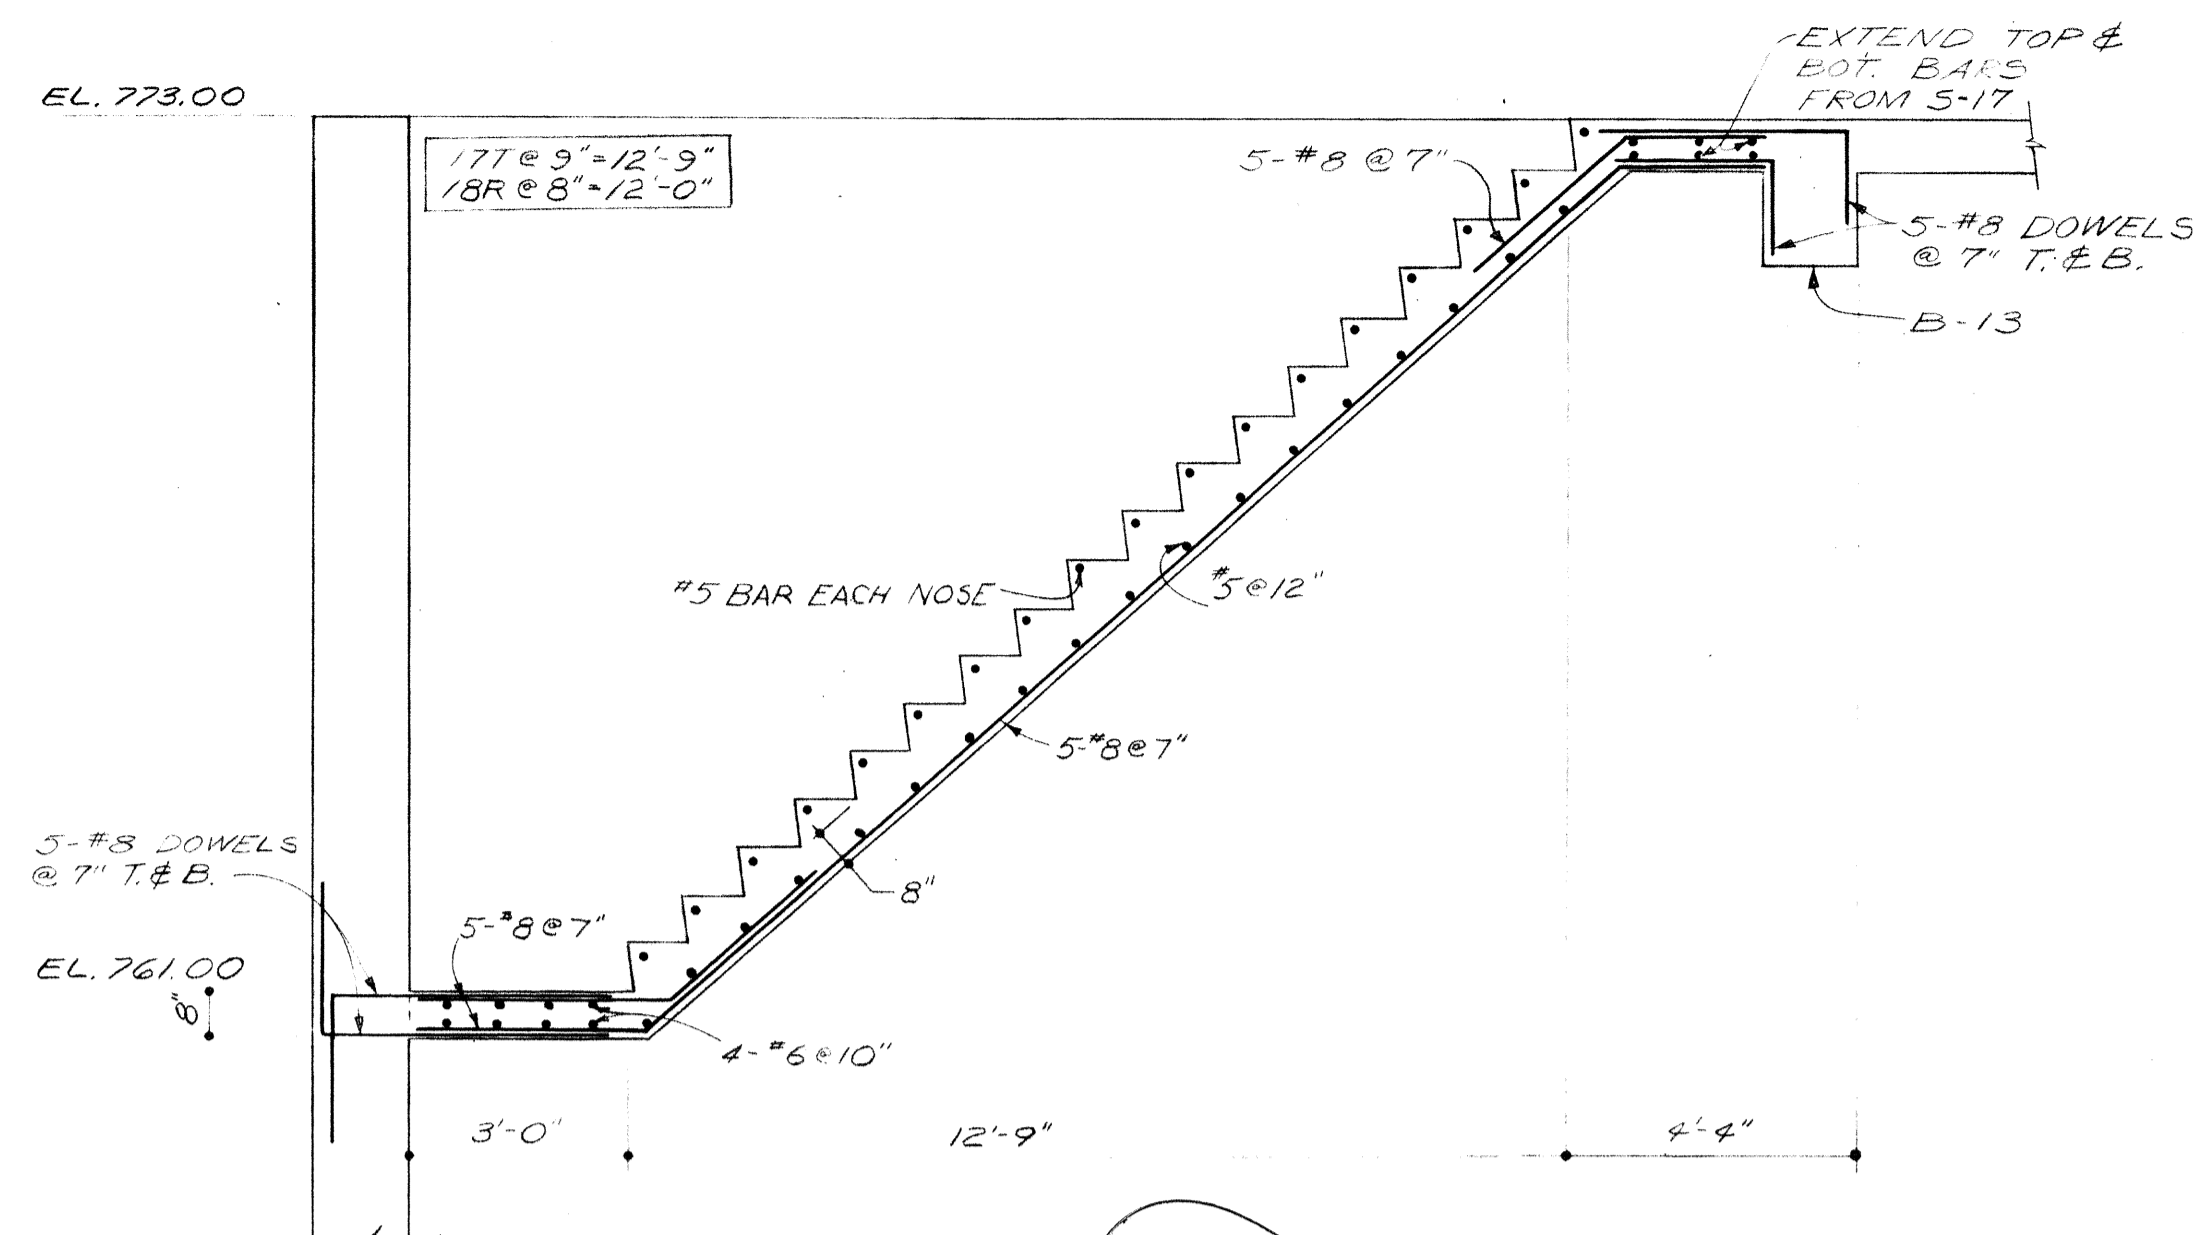 EXTEND TOP &
BOT. BARS
FROM S-17
EL. 773.00
17T @ 9" = 12'-9"
18R @ 8" = 12'-0"
5-#8 @ 7"
5-#8 DOWELS
@ 7" T. & B.
B-13
#5 BAR EACH NOSE
#5 @ 12"
5-#8 @ 7"
5-#8 DOWELS
@ 7" T. & B.
8"
5-#8 @ 7"
EL. 761.00
8"
4-#6 @ 10"
3'-0"
12'-9"
4'-4"